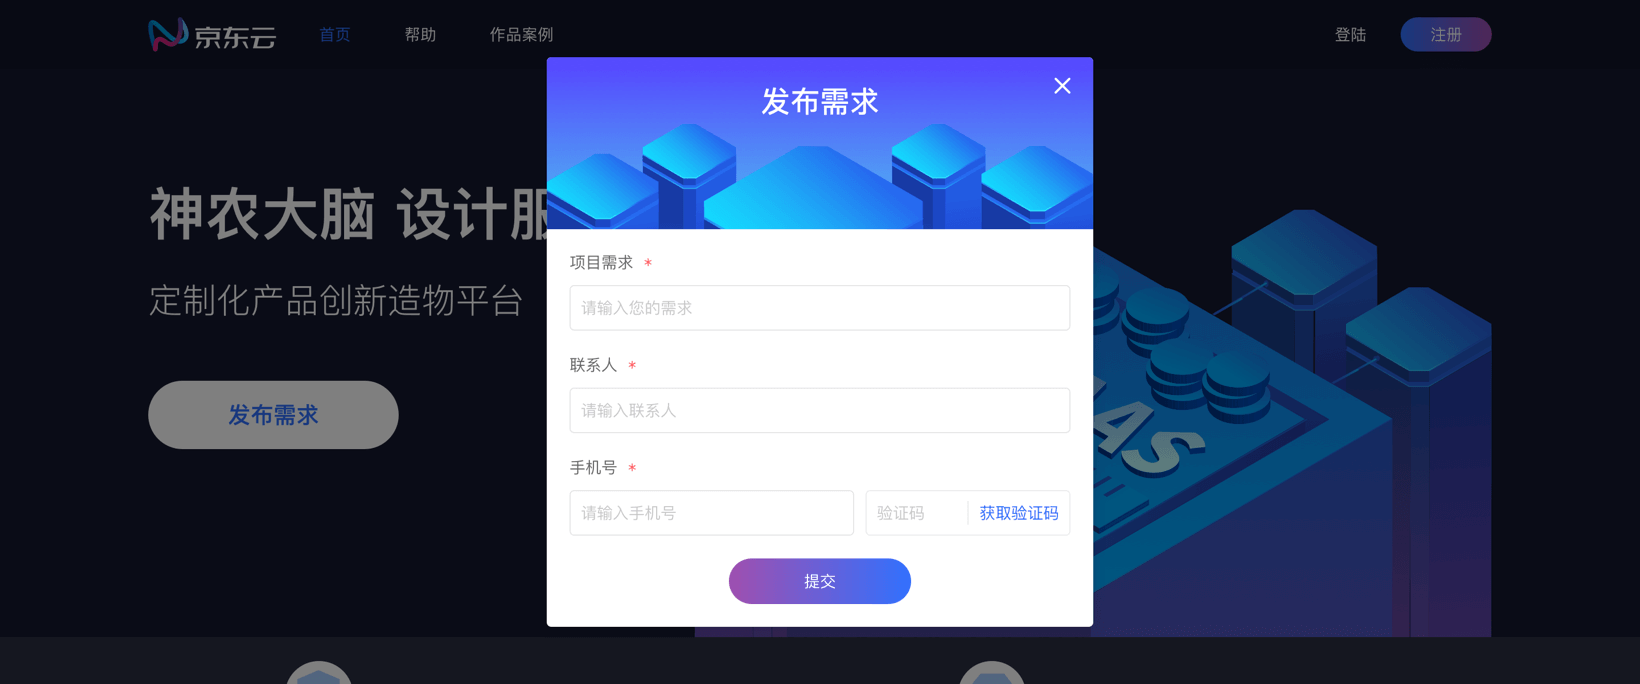 京东云
首页
帮助
作品案例
登陆
注册
发布需求
神农大脑 设计服
定制化产品创新造物平台
发布需求
项目需求 *
请输入您的需求
联系人 *
请输入联系人
手机号 *
请输入手机号
验证码
获取验证码
提交
AS